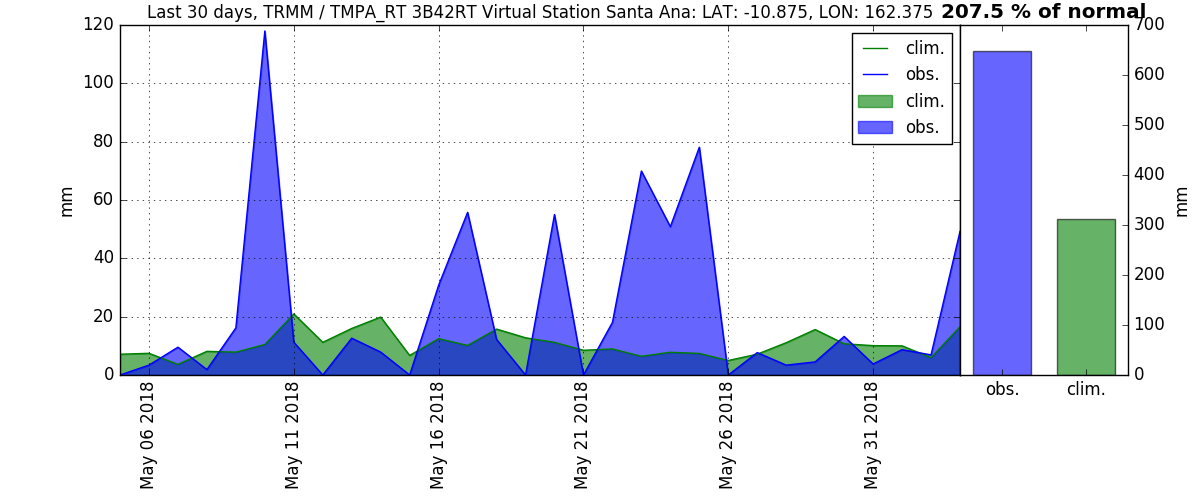 Last 30 days, TRMM / TMPA_RT 3B42RT Virtual Station Santa Ana: LAT: -10.875, LON: 162.375 207.5 % of normal
120
100
80
60
40
20
0
mm
May 06 2018
May 11 2018
May 16 2018
May 21 2018
May 26 2018
May 31 2018
clim.
obs.
clim.
obs.
700
600
500
400
300
200
100
0
mm
obs. clim.